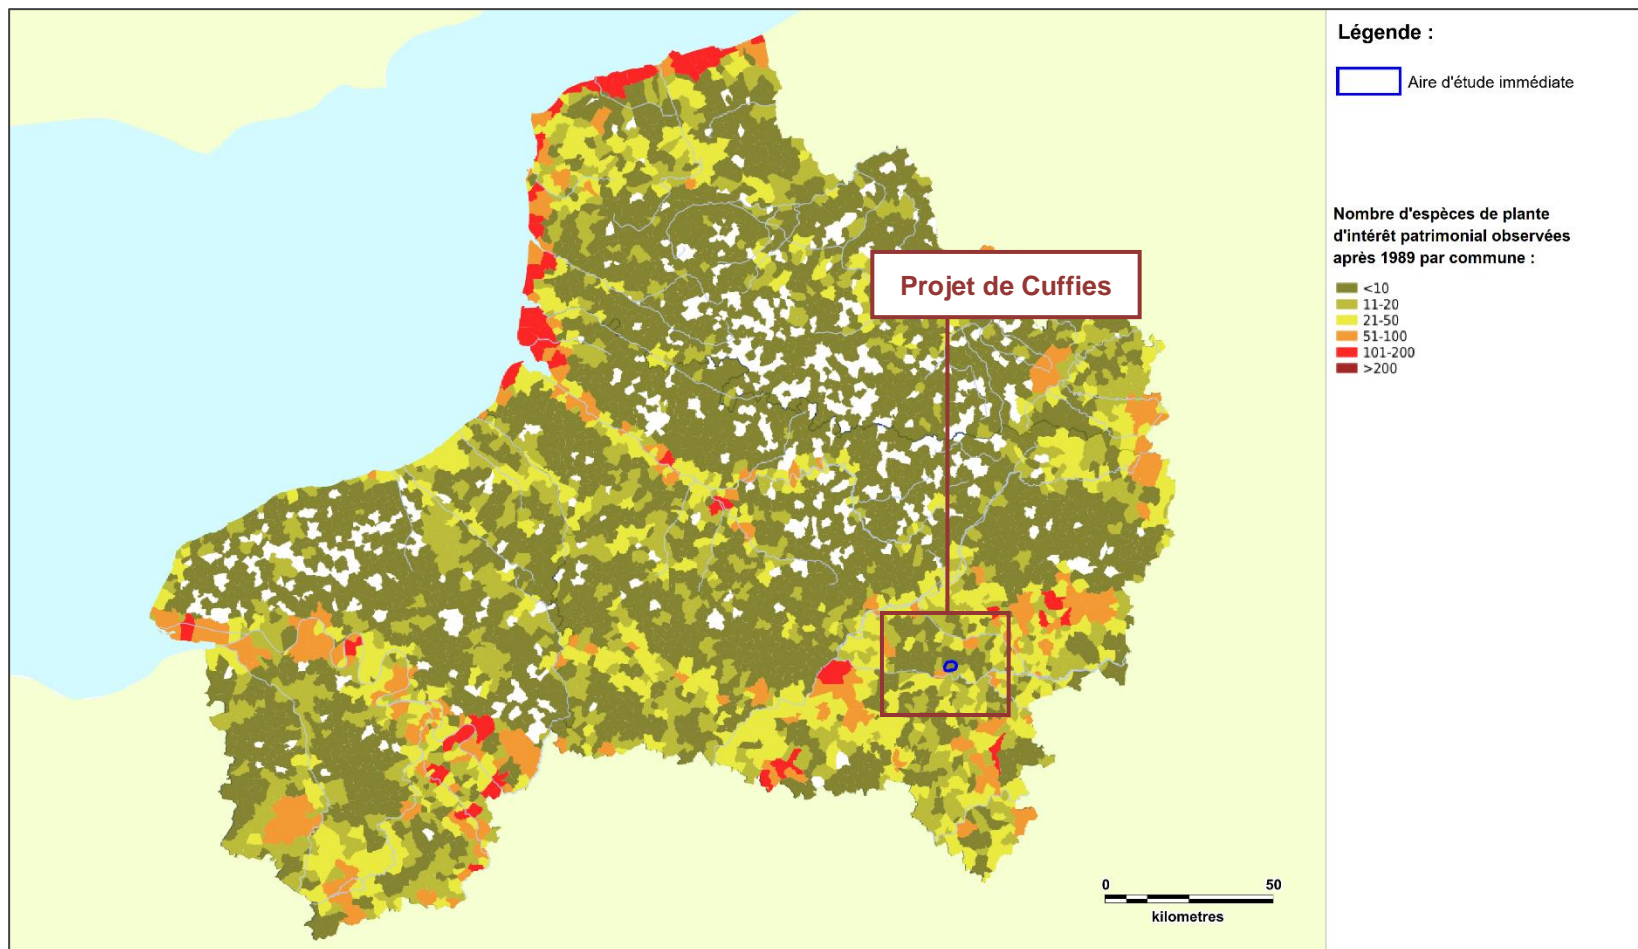 Légende :
Aire d'étude immédiate
Nombre d'espèces de plante
d'intérêt patrimonial observées
après 1989 par commune :
<10
11-20
21-50
51-100
101-200
>200
Projet de Cuffies
0 50
kilometres